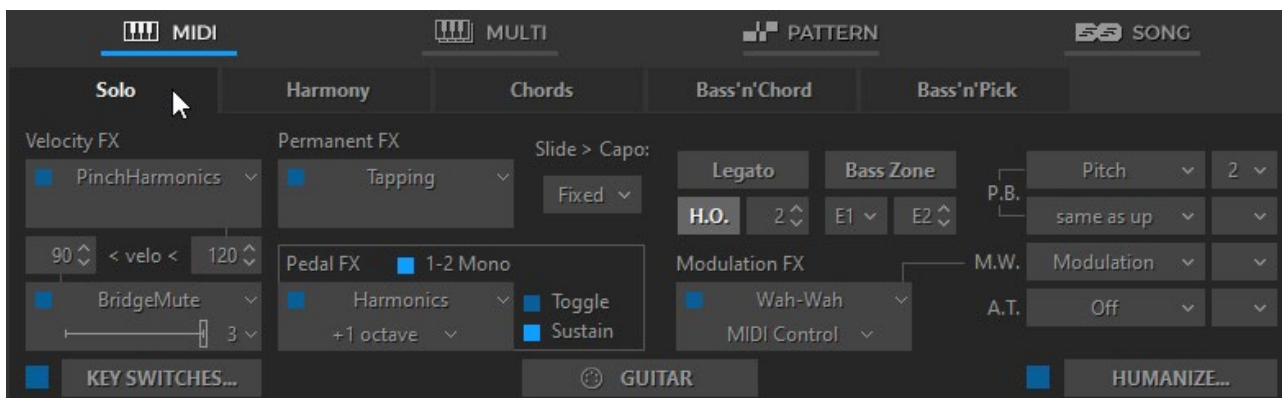 MIDI MULTI PATTERN SONG
Solo Harmony Chords Bass'n'Chord Bass'n'Pick
Velocity FX Permanent FX Slide > Capo:
PinchHarmonics Tapping Fixed Legato Bass Zone P.B. Pitch 2
H.O. 2 E1 E2 same as up
90 < velo < 120 Pedal FX 1-2 Mono Modulation FX M.W. Modulation
BridgeMute Harmonics Toggle Wah-Wah A.T. Off
3 +1 octave Sustain MIDI Control
KEY SWITCHES... GUITAR HUMANIZE...